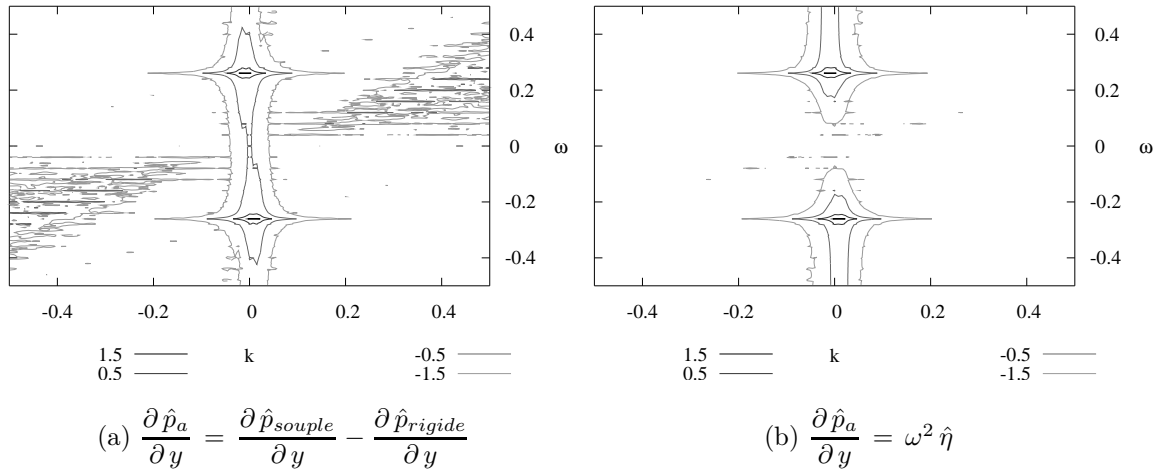 0.4 0.4
0.2 0.2
0 ω 0 ω
-0.2 -0.2
-0.4 -0.4
-0.4 -0.2 0 0.2 0.4 -0.4 -0.2 0 0.2 0.4
1.5 k -0.5 1.5 k -0.5
0.5 -1.5 0.5 -1.5
(a) ∂ p̂_a / ∂ y = ∂ p̂_souple / ∂ y − ∂ p̂_rigide / ∂ y (b) ∂ p̂_a / ∂ y = ω² η̂